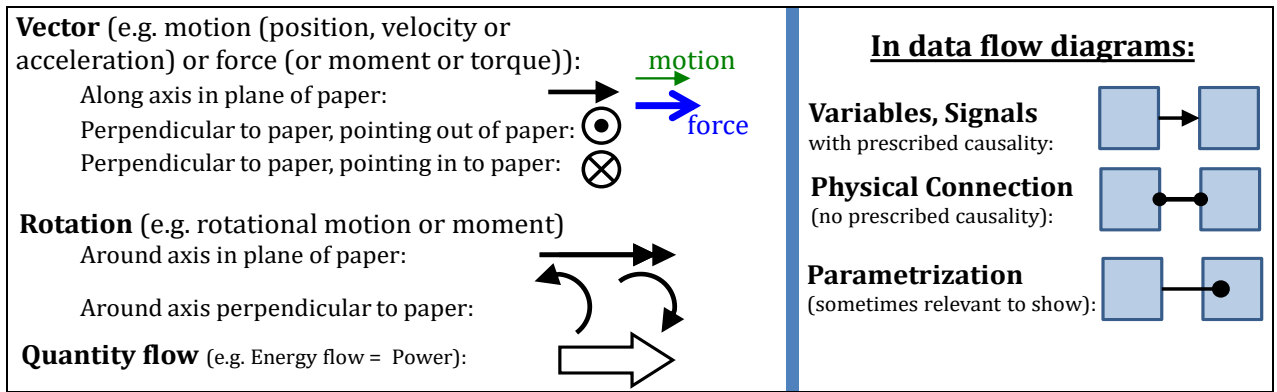 Vector (e.g. motion (position, velocity or
acceleration) or force (or moment or torque)):
motion
Along axis in plane of paper:
Perpendicular to paper, pointing out of paper:
force
Perpendicular to paper, pointing in to paper:
Rotation (e.g. rotational motion or moment)
Around axis in plane of paper:
Around axis perpendicular to paper:
Quantity flow (e.g. Energy flow = Power):
In data flow diagrams:
Variables, Signals
with prescribed causality:
Physical Connection
(no prescribed causality):
Parametrization
(sometimes relevant to show):